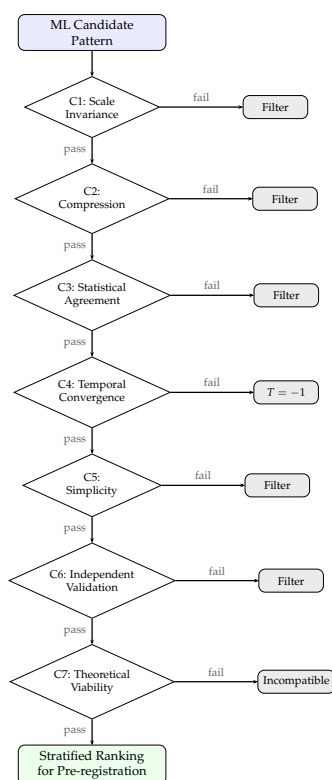 ML Candidate
Pattern
C1: Scale
Invariance
fail
Filter
pass
C2:
Compression
fail
Filter
pass
C3: Statistical
Agreement
fail
Filter
pass
C4: Temporal
Convergence
fail
T = −1
pass
C5:
Simplicity
fail
Filter
pass
C6: Independent
Validation
fail
Filter
pass
C7: Theoretical
Viability
fail
Incompatible
pass
Stratified Ranking
for Pre-registration